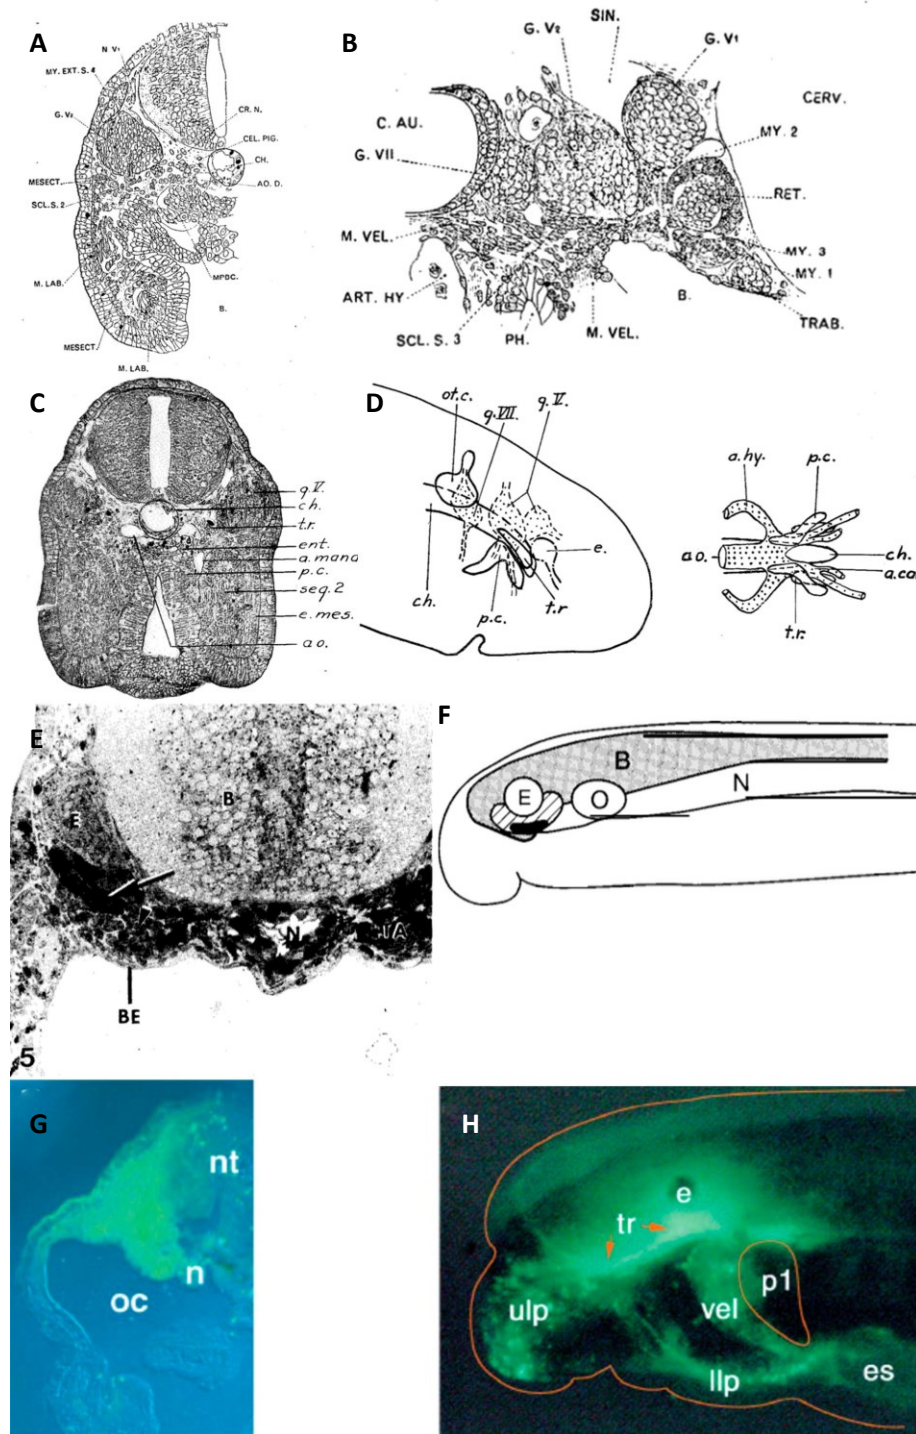 A
N V1
MY. EXT. S. 4
G. V2
MESECT.
SCL. S. 2
M. LAB.
MESECT.
M. LAB.
CR. N.
CEL. PIG.
CH.
AO. D.
B.
B
SIN.
G. V2
G. V1
CERV.
C. AU.
MY. 2
G. VII
RET.
M. VEL.
MY. 3
MY. 1
ART. HY
B.
SCL. S. 3
PH.
M. VEL.
TRAB.
C
g.V.
ch.
t.r.
ent.
a.mand
p.c.
seg.2
e.mes.
a.o.
D
ot.c.
g.VII.
g.V.
ch.
e.
p.c.
t.r
a.hy.
p.c.
a.o.
ch.
a.ca
t.r.
E
E
B
N
TA
BE
5
F
B
E
O
N
G
nt
n
oc
H
e
tr
p1
ulp
vel
llp
es